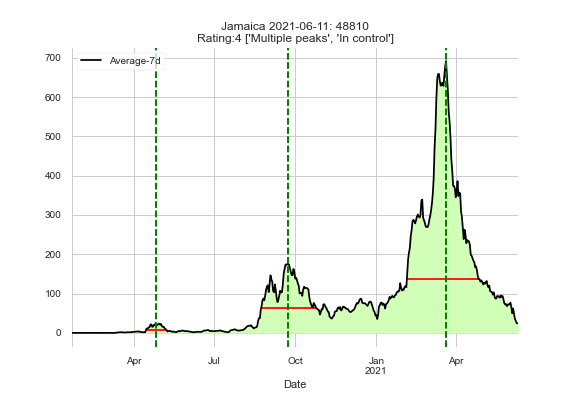 Jamaica 2021-06-11: 48810
Rating:4 ['Multiple peaks', 'In control']
Average-7d
700
600
500
400
300
200
100
0
Apr
Jul
Oct
Jan
2021
Apr
Date